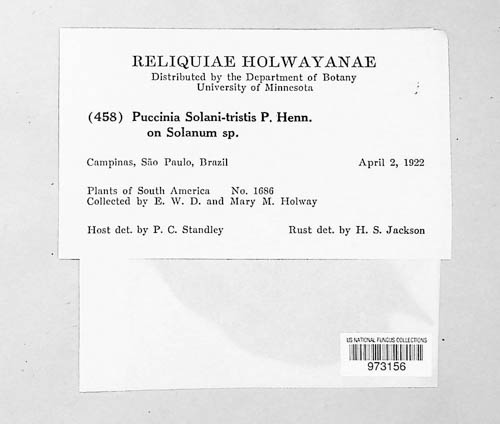 RELIQUIAE HOLWAYANAE
Distributed by the Department of Botany
University of Minnesota
(458) Puccinia Solani-tristis P. Henn.
on Solanum sp.
Campinas, São Paulo, Brazil April 2, 1922
Plants of South America No. 1686
Collected by E. W. D. and Mary M. Holway
Host det. by P. C. Standley Rust det. by H. S. Jackson
US NATIONAL FUNGUS COLLECTIONS
973156